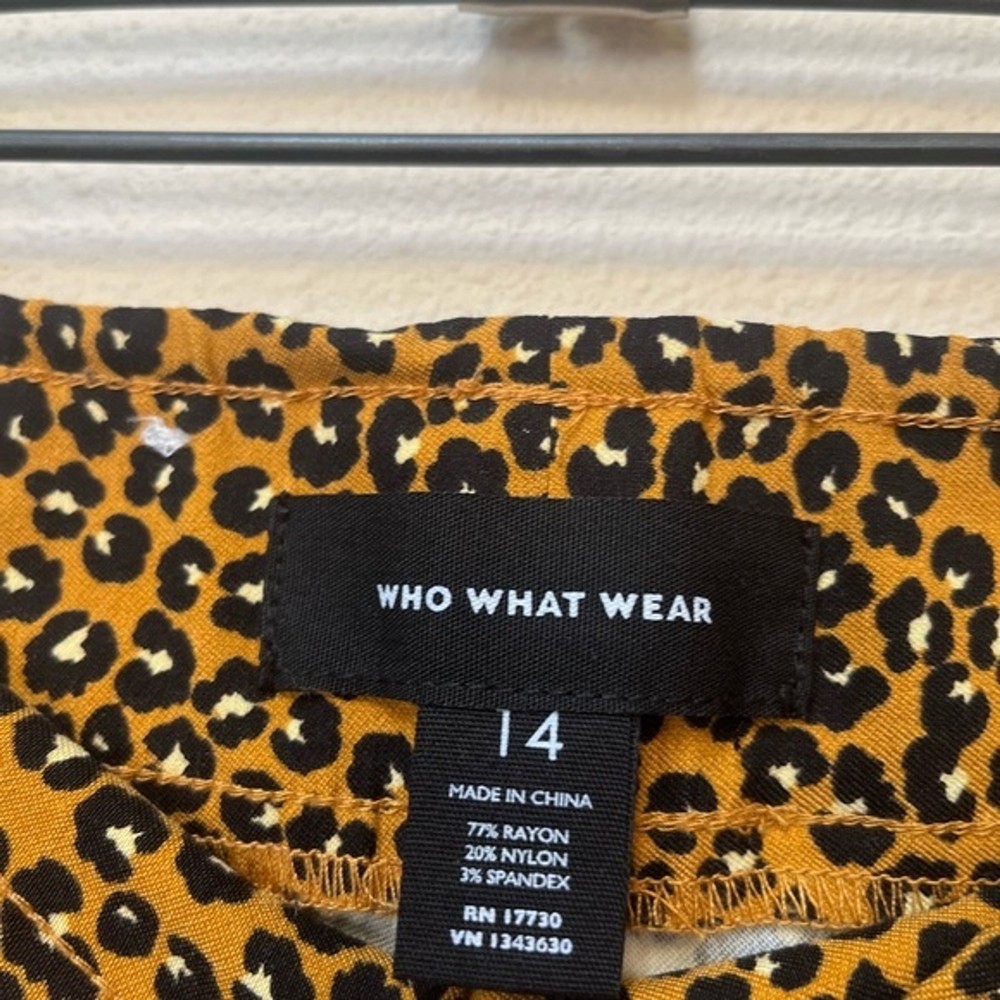 WHO WHAT WEAR
14
MADE IN CHINA
77% RAYON
20% NYLON
3% SPANDEX
RN 17730
VN 1343630